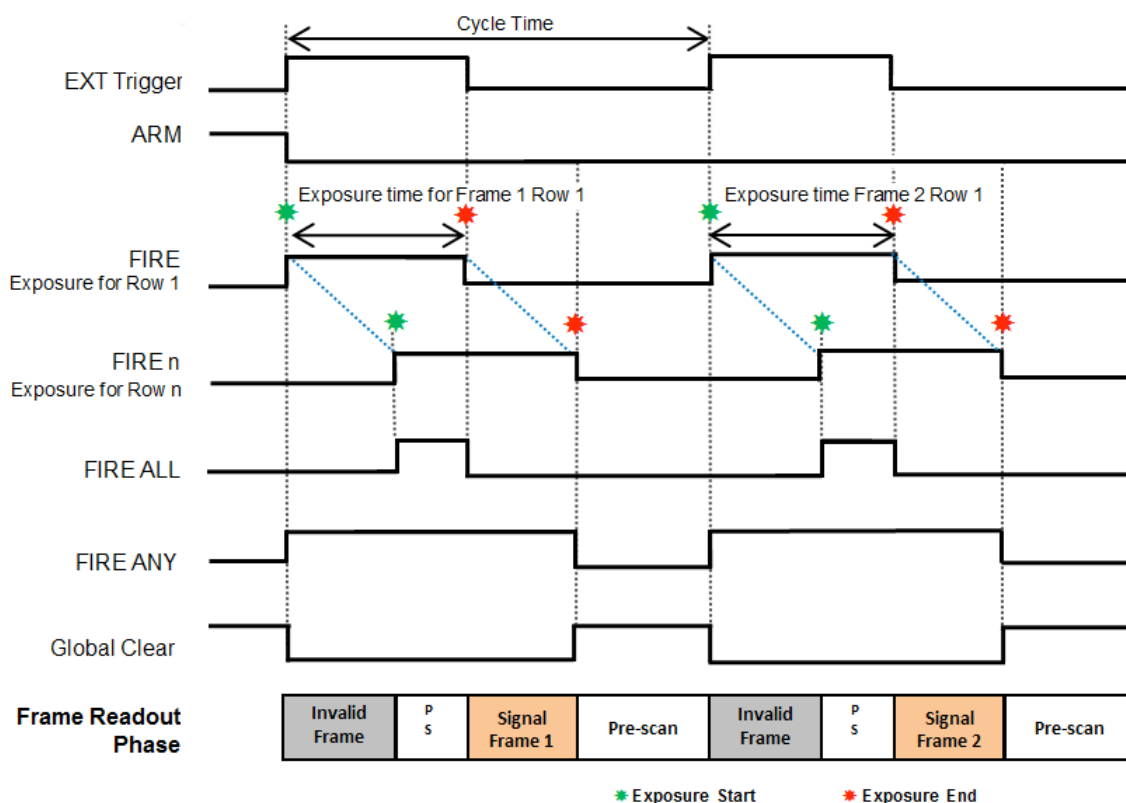 Cycle Time
EXT Trigger
ARM
Exposure time for Frame 1 Row 1
Exposure time Frame 2 Row 1
FIRE
Exposure for Row 1
FIRE n
Exposure for Row n
FIRE ALL
FIRE ANY
Global Clear
Frame Readout
Phase
Invalid
Frame
P
S
Signal
Frame 1
Pre-scan
Invalid
Frame
P
S
Signal
Frame 2
Pre-scan
Exposure Start
Exposure End